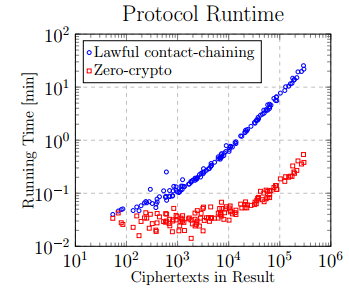 Protocol Runtime
Lawful contact-chaining
Zero-crypto
Running Time [min]
10^2
10^1
10^0
10^−1
10^−2
10^1 10^2 10^3 10^4 10^5 10^6
Ciphertexts in Result